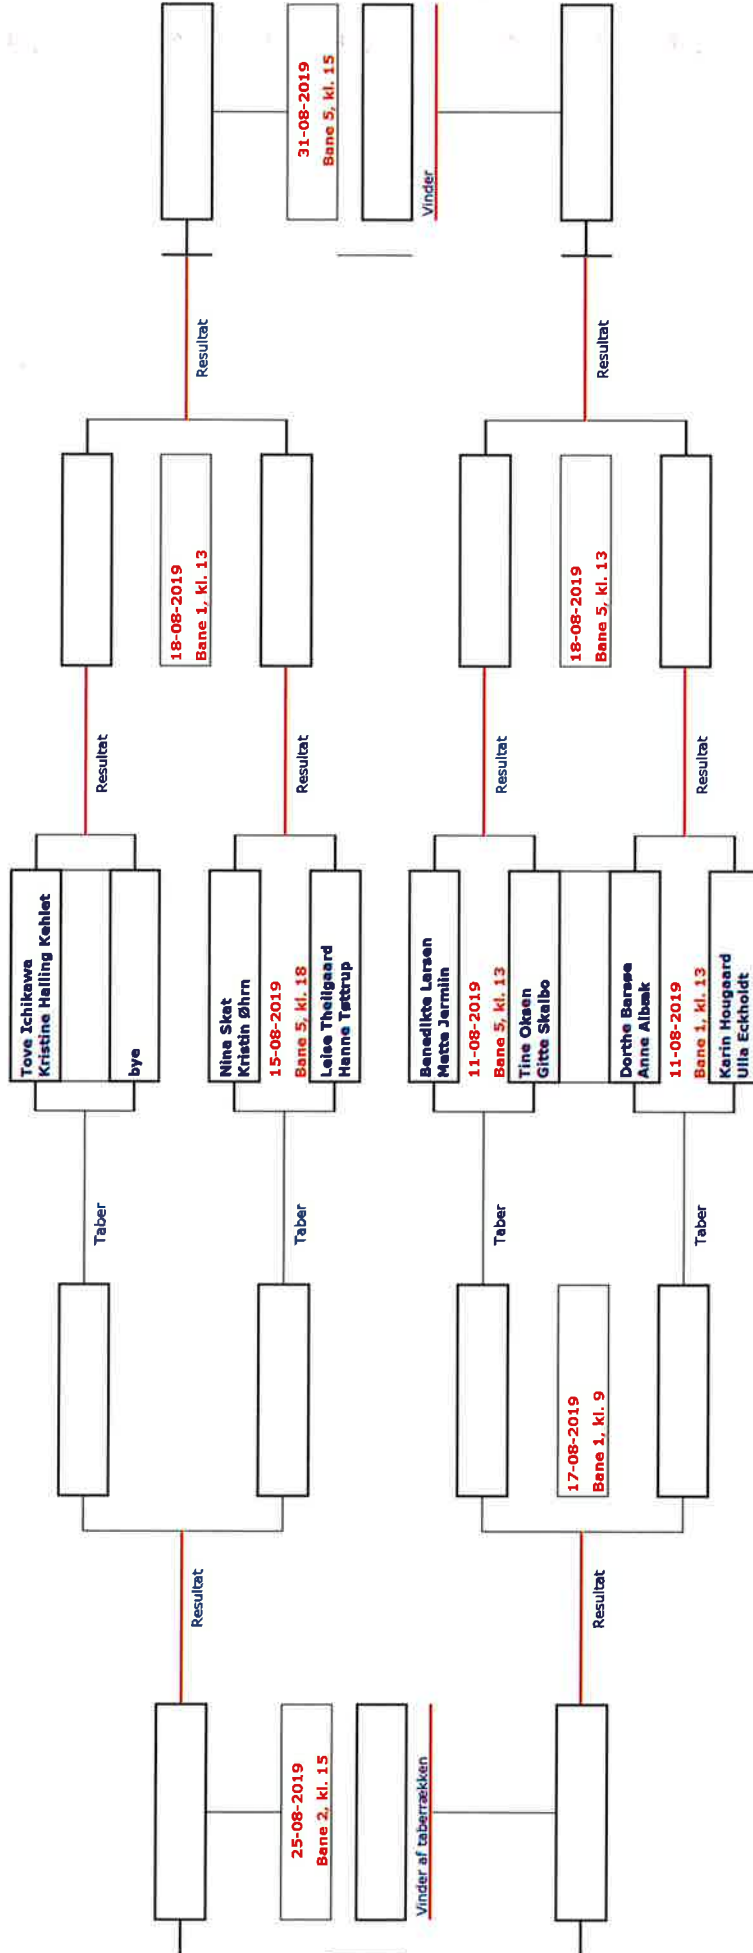 Tove Ichikawa
Kristine Halling Kehlet
bye
Nina Skat
Kristin Øhrn
15-08-2019
Bane 5, kl. 18
Leise Theilgaard
Hanne Tøttrup
Benedikte Larsen
Mette Jermiin
11-08-2019
Bane 5, kl. 13
Tine Oksen
Gitte Skalbo
Dorthe Barsøe
Anne Albæk
11-08-2019
Bane 1, kl. 13
Karin Hougaard
Ulla Eckholdt
Resultat
Resultat
Resultat
Resultat
18-08-2019
Bane 1, kl. 13
18-08-2019
Bane 5, kl. 13
Resultat
Resultat
31-08-2019
Bane 5, kl. 15
Vinder
Taber
Taber
Taber
Taber
17-08-2019
Bane 1, kl. 9
Resultat
Resultat
25-08-2019
Bane 2, kl. 15
Vinder af taberrækken